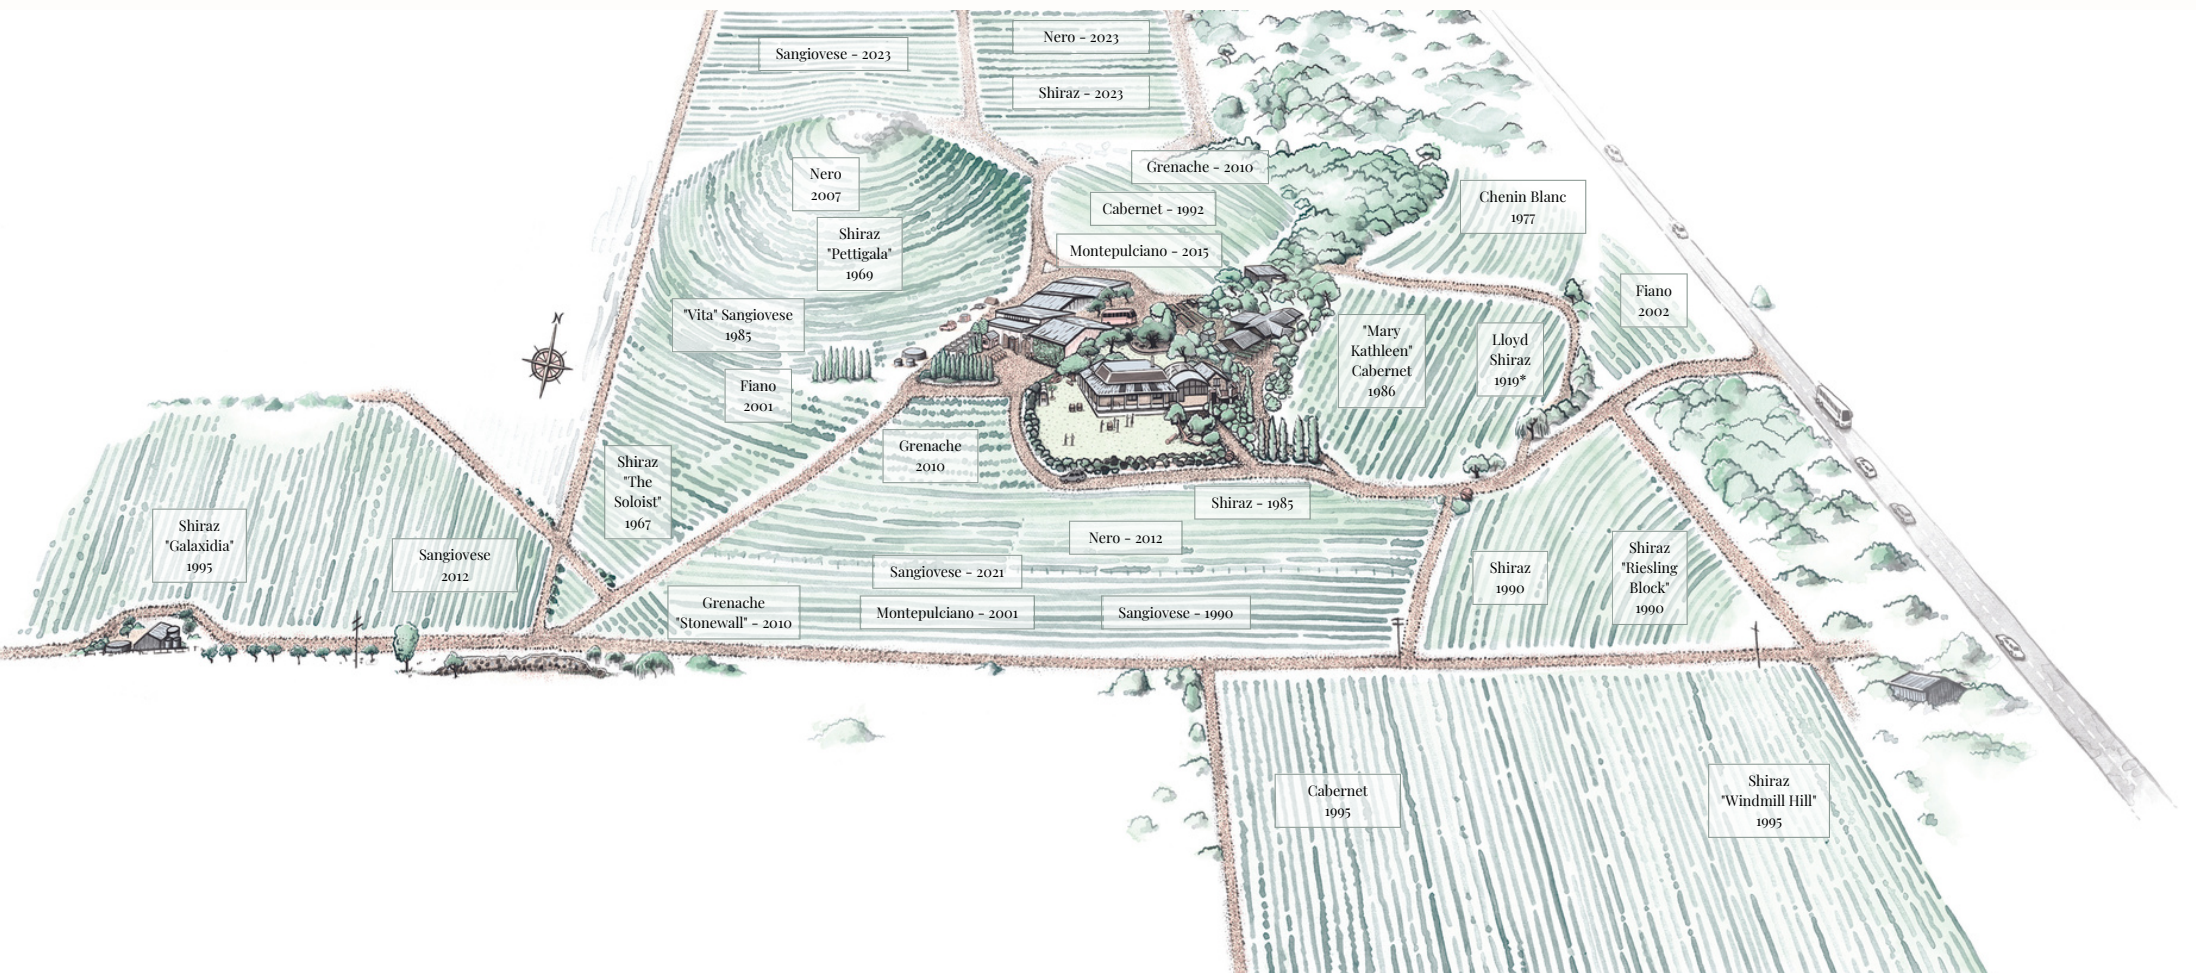 Sangiovese - 2023
Nero - 2023
Shiraz - 2023
Nero
2007
Shiraz
"Pettigala"
1969
Grenache - 2010
Cabernet - 1992
Montepulciano - 2015
Chenin Blanc
1977
Fiano
2002
"Vita" Sangiovese
1985
Fiano
2001
N
"Mary
Kathleen"
Cabernet
1986
Lloyd
Shiraz
1919*
Grenache
2010
Shiraz
"The
Soloist"
1967
Shiraz
"Galaxidia"
1995
Sangiovese
2012
Shiraz - 1985
Nero - 2012
Sangiovese - 2021
Grenache
"Stonewall" - 2010
Montepulciano - 2001
Sangiovese - 1990
Shiraz
1990
Shiraz
"Riesling
Block"
1990
Cabernet
1995
Shiraz
"Windmill Hill"
1995